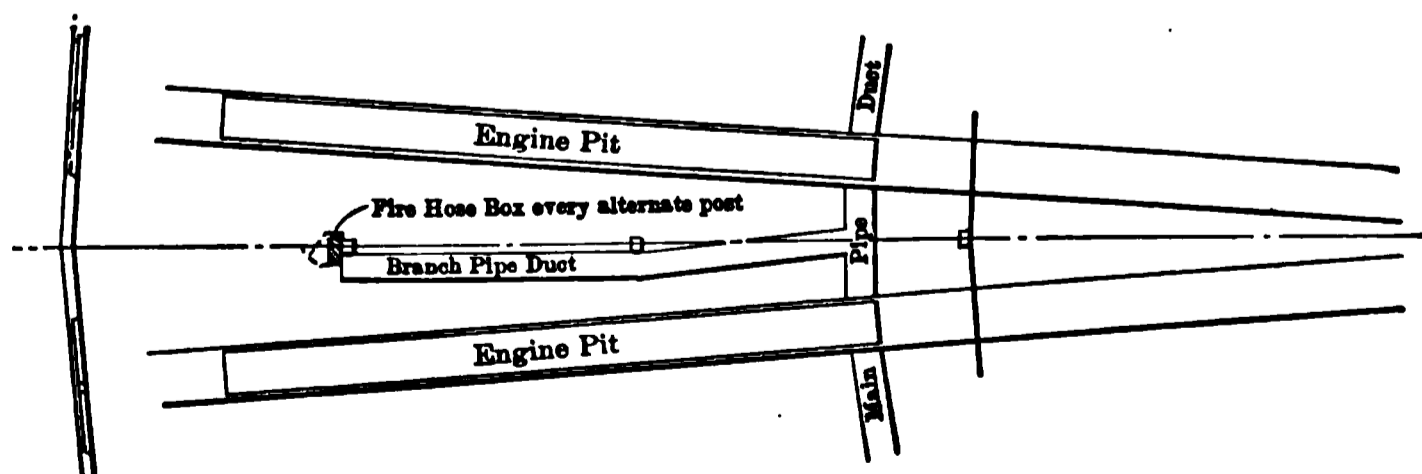 Duct
Engine Pit
Fire Hose Box every alternate post
Pipe
Branch Pipe Duct
Engine Pit
Main